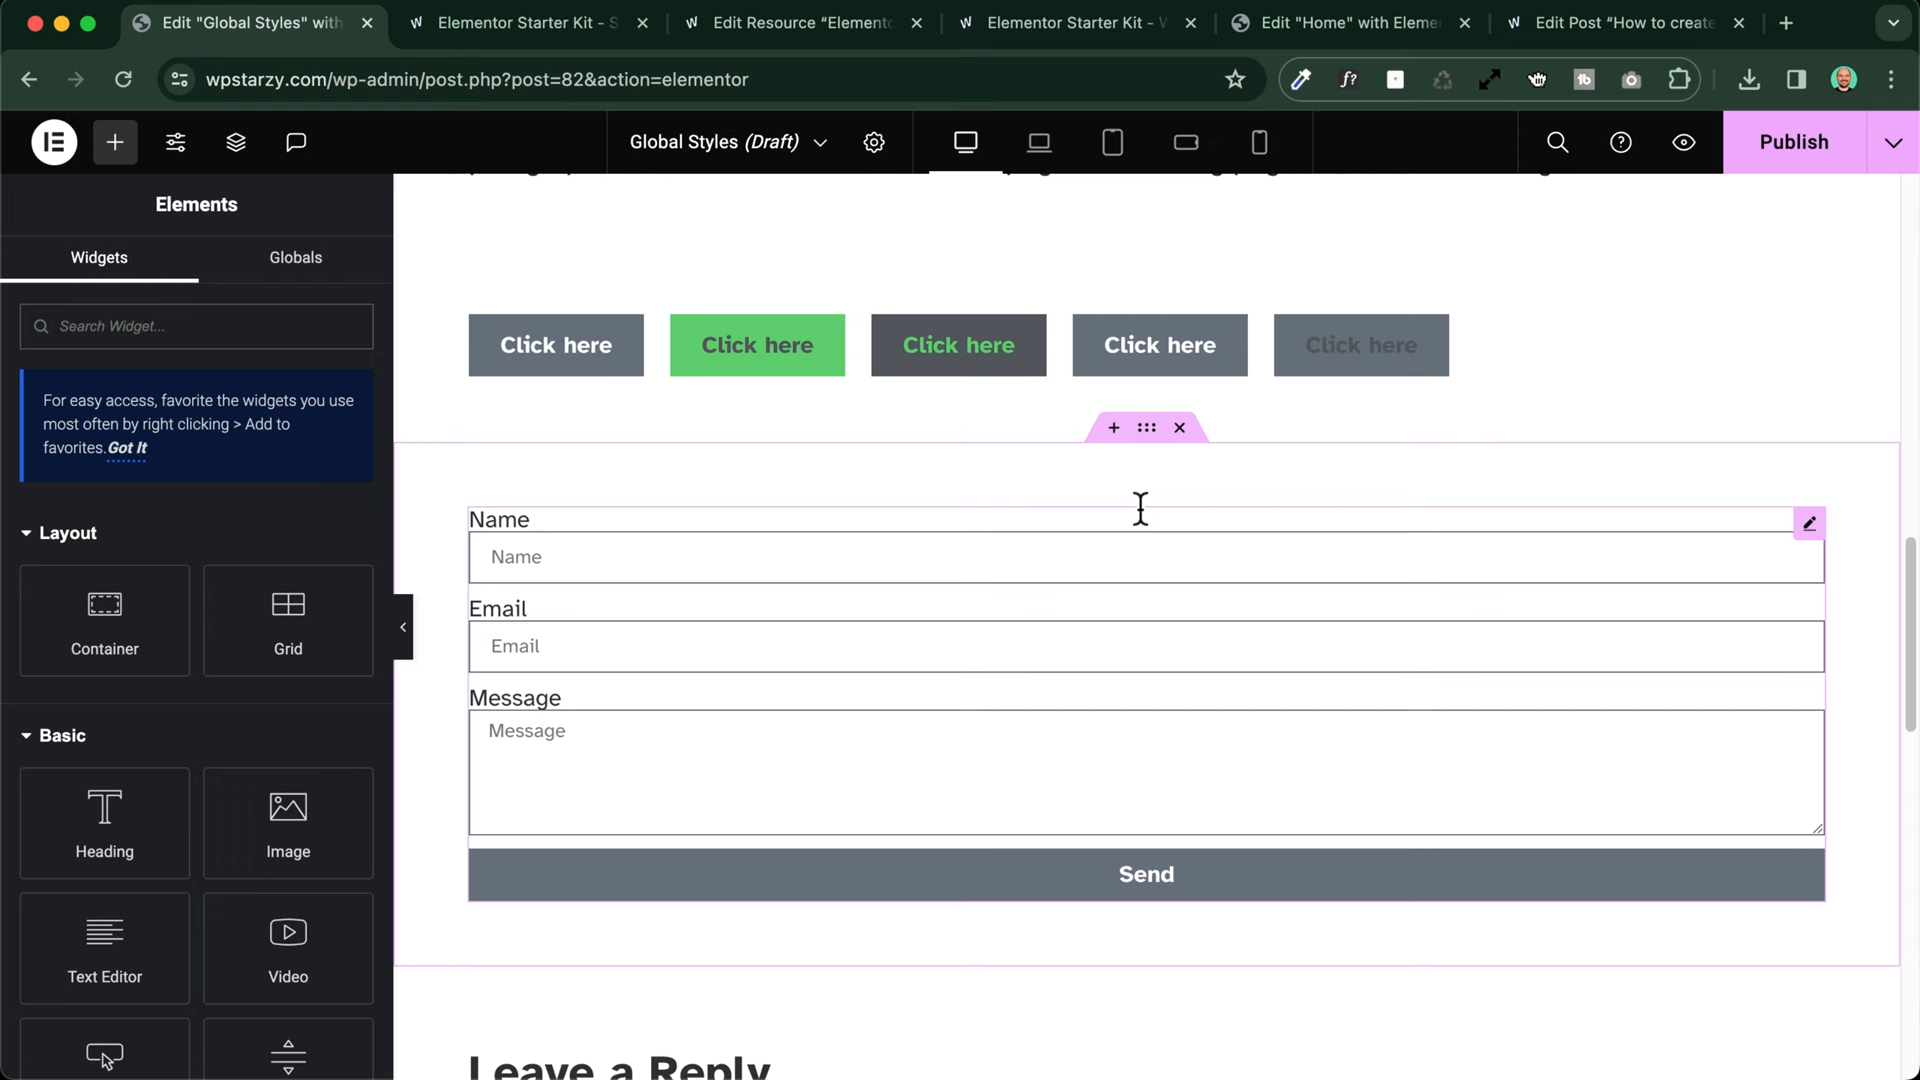 Edit "Global Styles" with
Elementor Starter Kit - S
Edit Resource “Elemento
Elementor Starter Kit - W
Edit "Home" with Eleme
Edit Post “How to create
wpstarzy.com/wp-admin/post.php?post=82&action=elementor
Global Styles (Draft)
Publish
Elements
Widgets
Globals
Search Widget...
For easy access, favorite the widgets you use
most often by right clicking > Add to
favorites. Got It
Layout
Container
Grid
Basic
Heading
Image
Text Editor
Video
Click here
Click here
Click here
Click here
Click here
Name
Name
Email
Email
Message
Message
Send
Leave a Reply